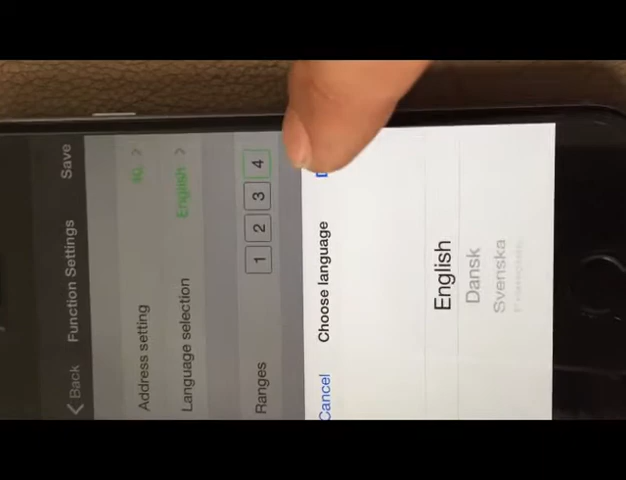 Back Function Settings Save
Address setting
Language selection English
Ranges 1 2 3 4
Cancel Choose language
English
Dansk
Svenska